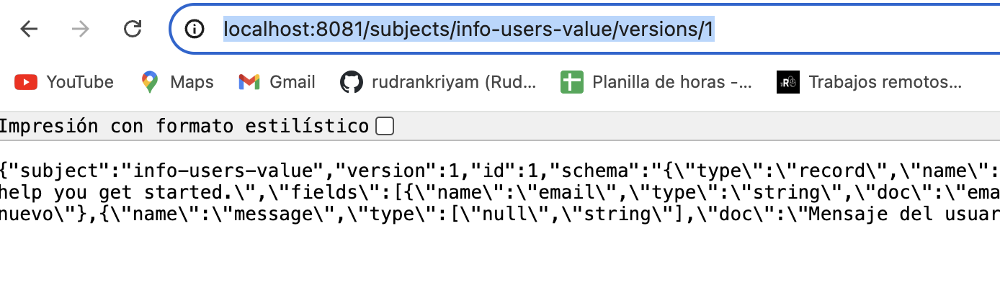 localhost:8081/subjects/info-users-value/versions/1
YouTube Maps Gmail rudrankriyam (Rud... Planilla de horas -... Trabajos remotos...
Impresión con formato estilístico
{"subject":"info-users-value","version":1,"id":1,"schema":"{\"type\":\"record\",\"name\":
help you get started.\",\"fields\":[{\"name\":\"email\",\"type\":\"string\",\"doc\":\"ema
nuevo\"},{\"name\":\"message\",\"type\":[\"null\",\"string\"],\"doc\":\"Mensaje del usuar